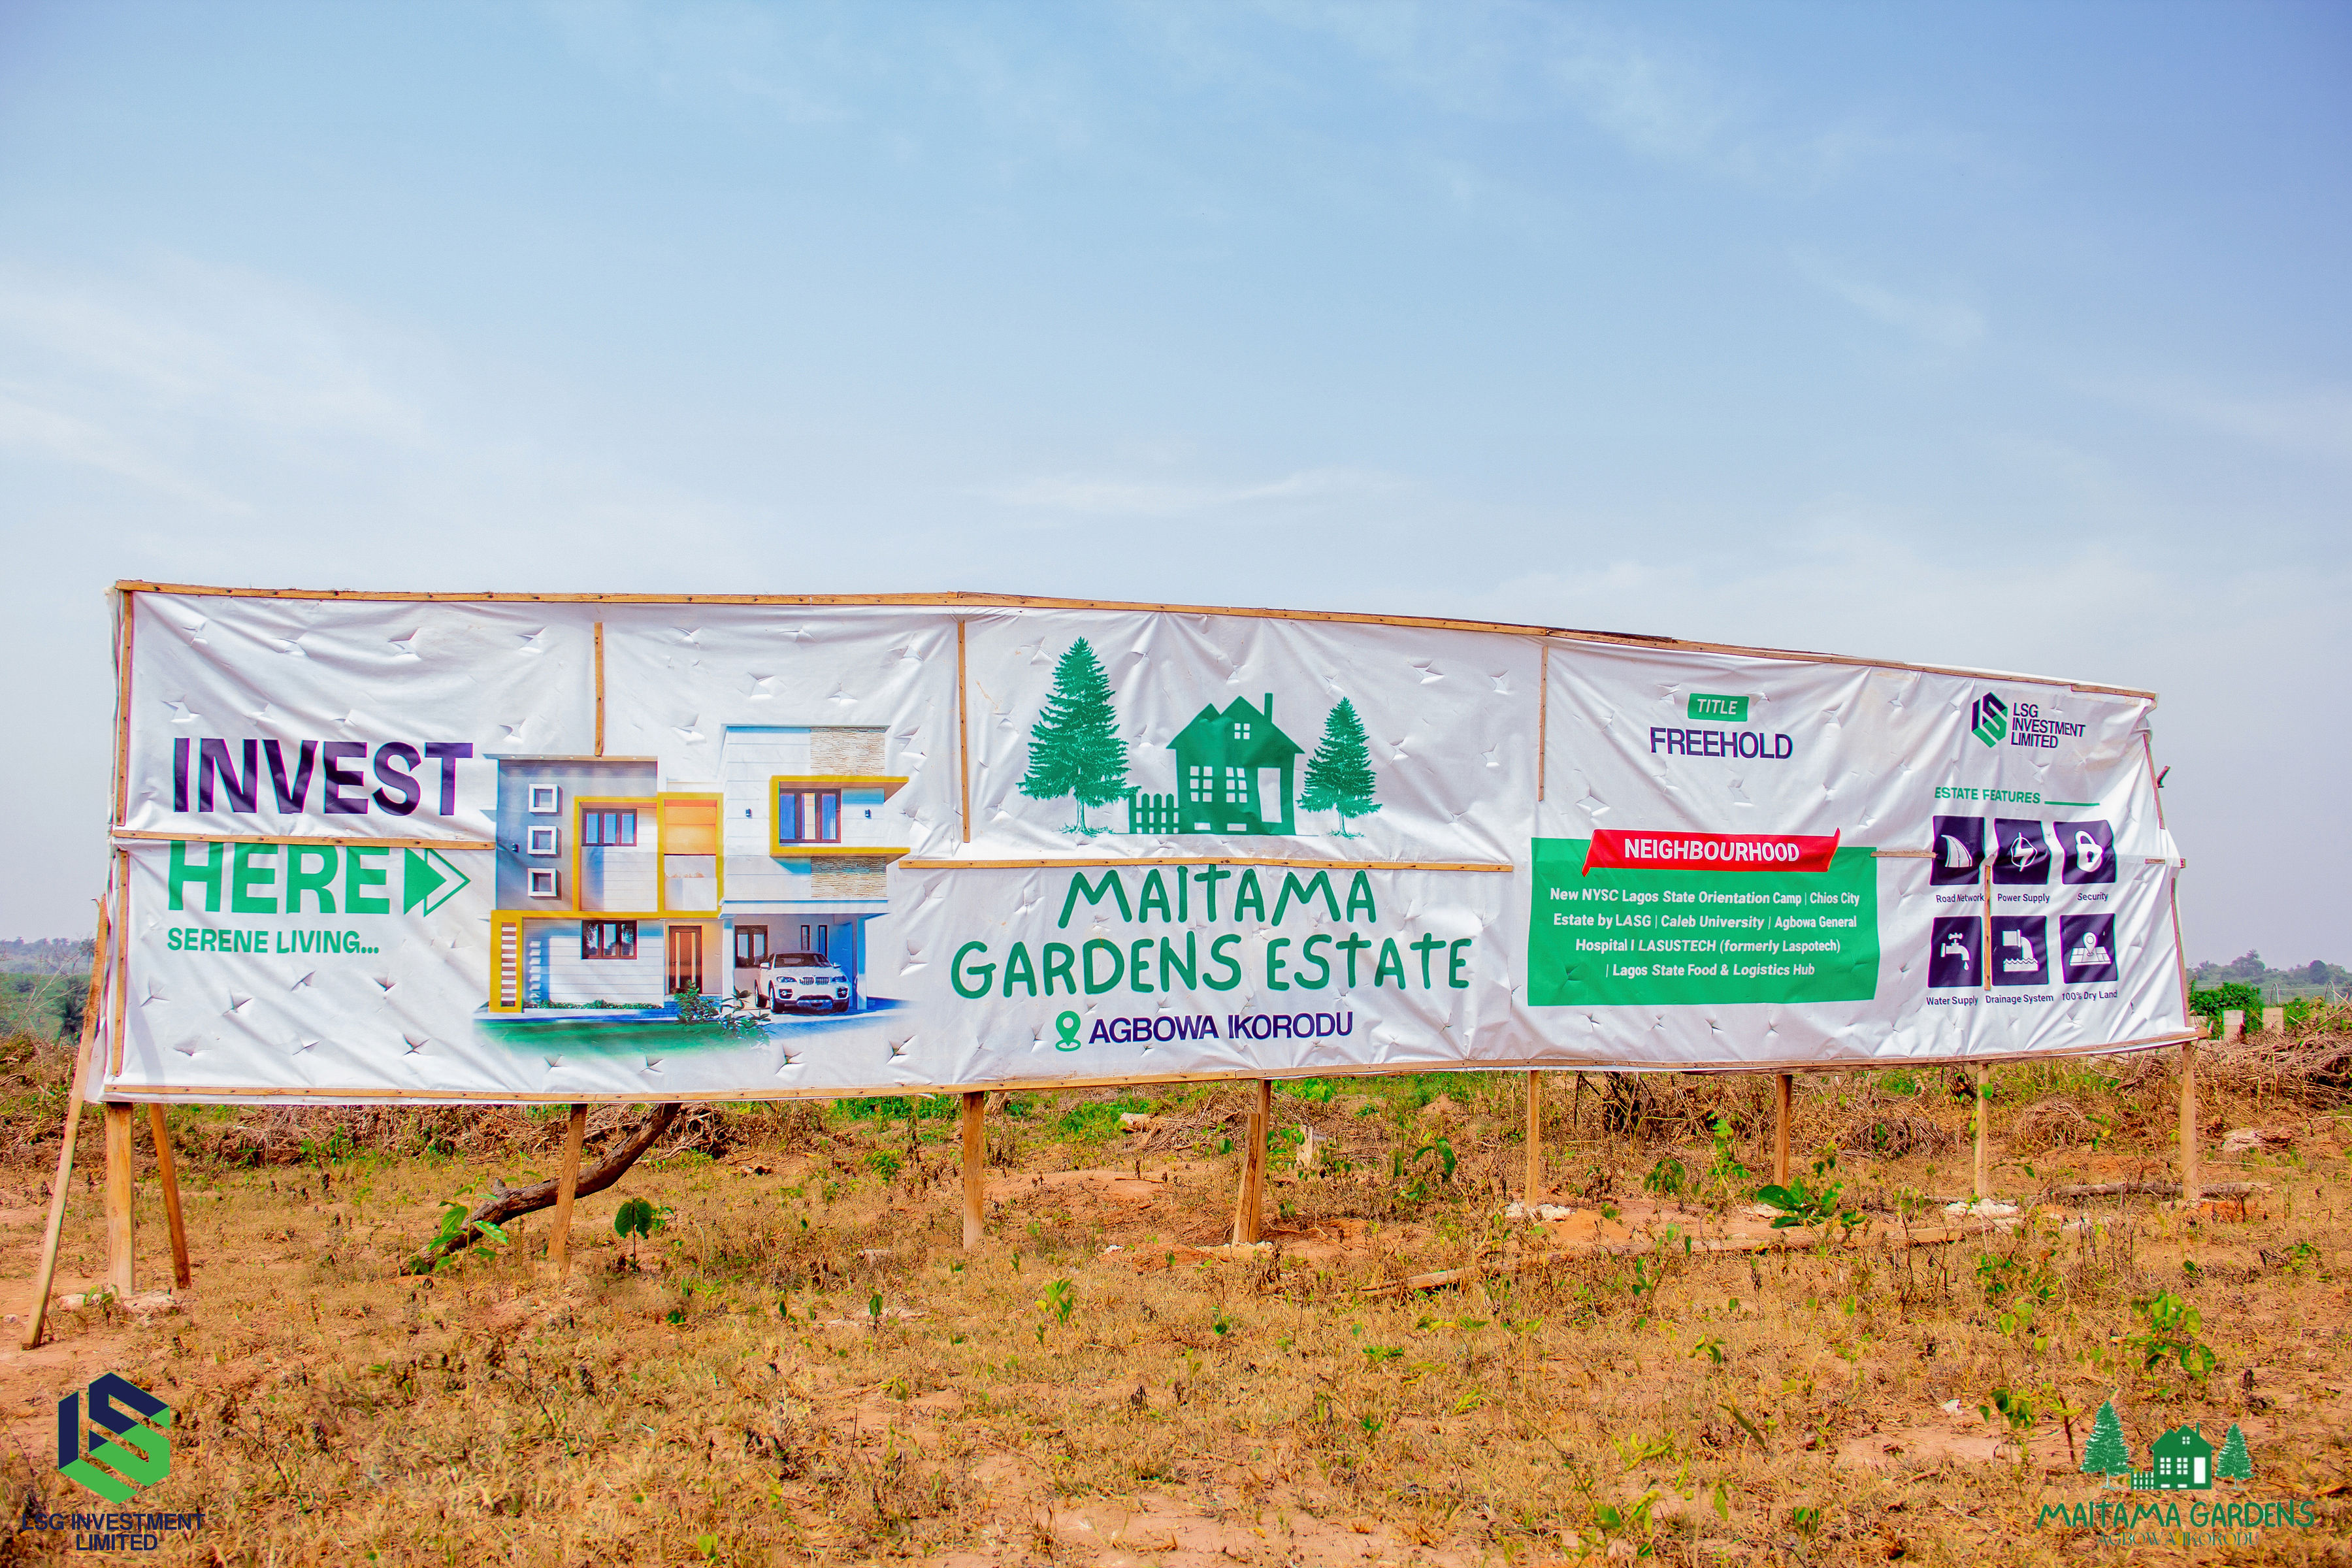 INVEST
HERE
SERENE LIVING...
MAITAMA
GARDENS ESTATE
AGBOWA IKORODU
TITLE
FREEHOLD
NEIGHBOURHOOD
New NYSC Lagos State Orientation Camp | Chios City
Estate by LASG | Caleb University | Agbowa General
Hospital I LASUSTECH (formerly Laspotech)
| Lagos State Food & Logistics Hub
LSG
INVESTMENT
LIMITED
ESTATE FEATURES
Road Network Power Supply Security
Water Supply Drainage System 100% Dry Land
LSG INVESTMENT
LIMITED
MAITAMA GARDENS
AGBOWA IKORODU